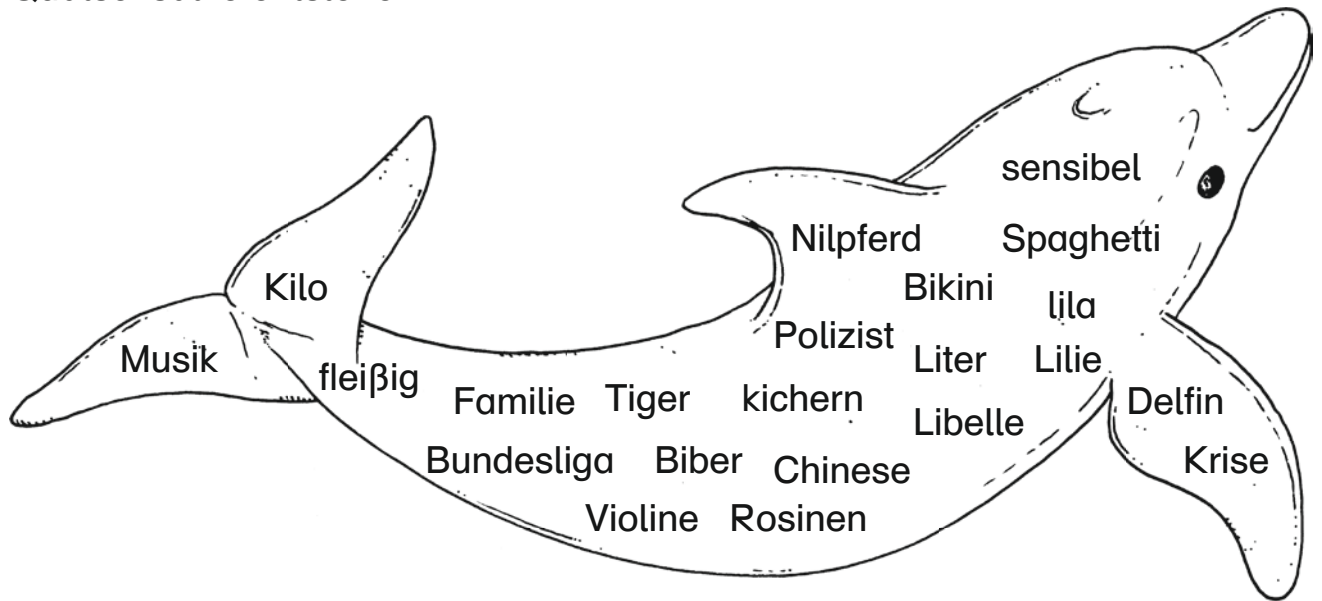 sensibel
Nilpferd Spaghetti
Kilo Bikini
lila
Polizist
Musik Liter Lilie
fleißig
Familie Tiger kichern Delfin
Libelle
Bundesliga Biber Chinese Krise
Violine Rosinen